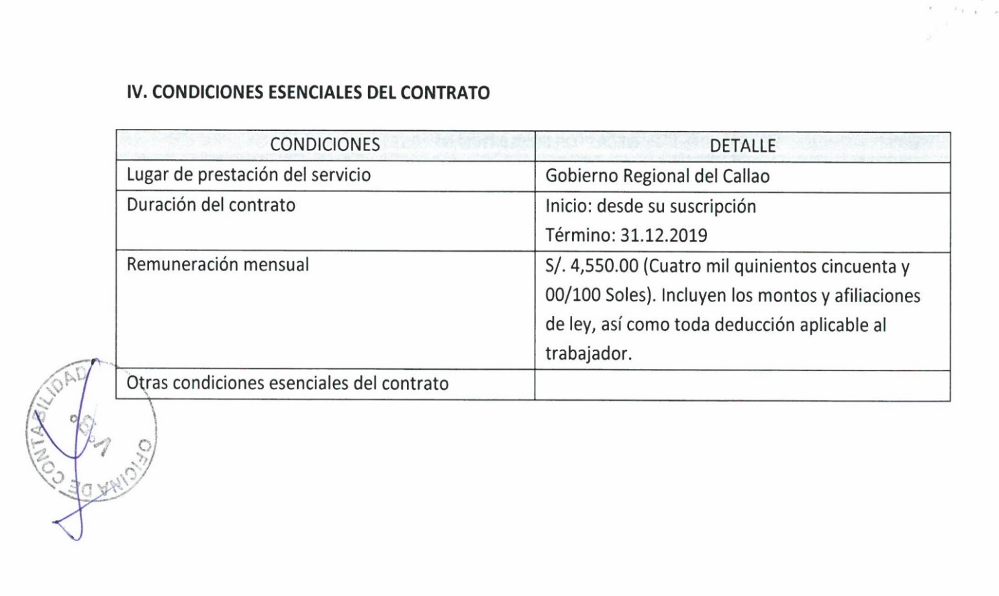 IV. CONDICIONES ESENCIALES DEL CONTRATO
CONDICIONES
DETALLE
Lugar de prestación del servicio
Gobierno Regional del Callao
Duración del contrato
Inicio: desde su suscripción
Término: 31.12.2019
Remuneración mensual
S/. 4,550.00 (Cuatro mil quinientos cincuenta y
00/100 Soles). Incluyen los montos y afiliaciones
de ley, así como toda deducción aplicable al
trabajador.
Otras condiciones esenciales del contrato
OFICINA DE CONTABILIDAD
V°B°